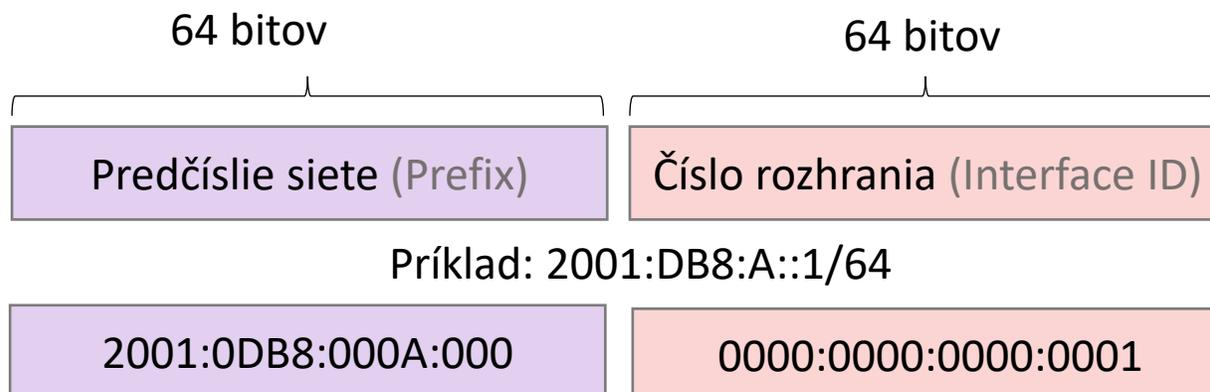 64 bitov
64 bitov
Predčíslie siete (Prefix)
Číslo rozhrania (Interface ID)
Príklad: 2001:DB8:A::1/64
2001:0DB8:000A:000
0000:0000:0000:0001